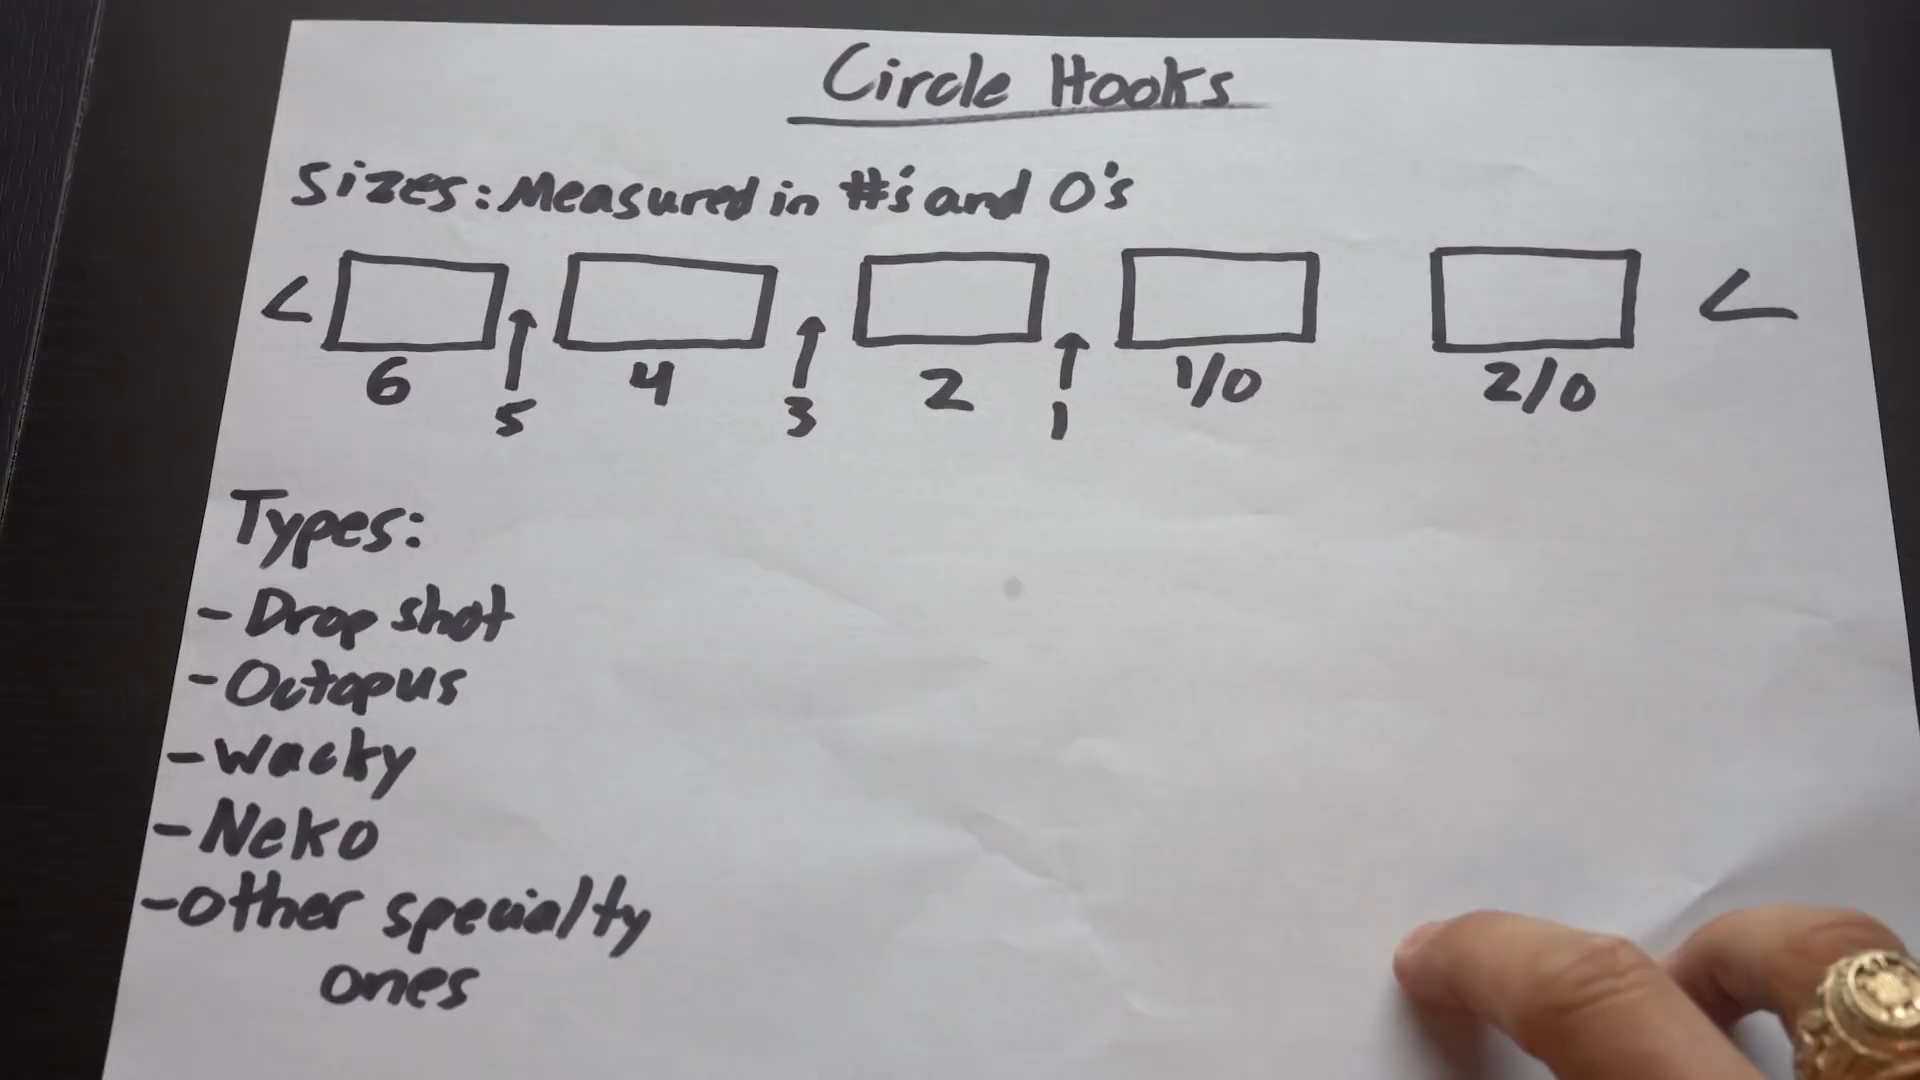 Circle Hooks
Sizes: Measured in #'s and O's
< <
6 4 2 1/0 2/0
5 3 1
Types:
- Drop shot
- Octopus
- Wacky
- Neko
- other specialty
ones